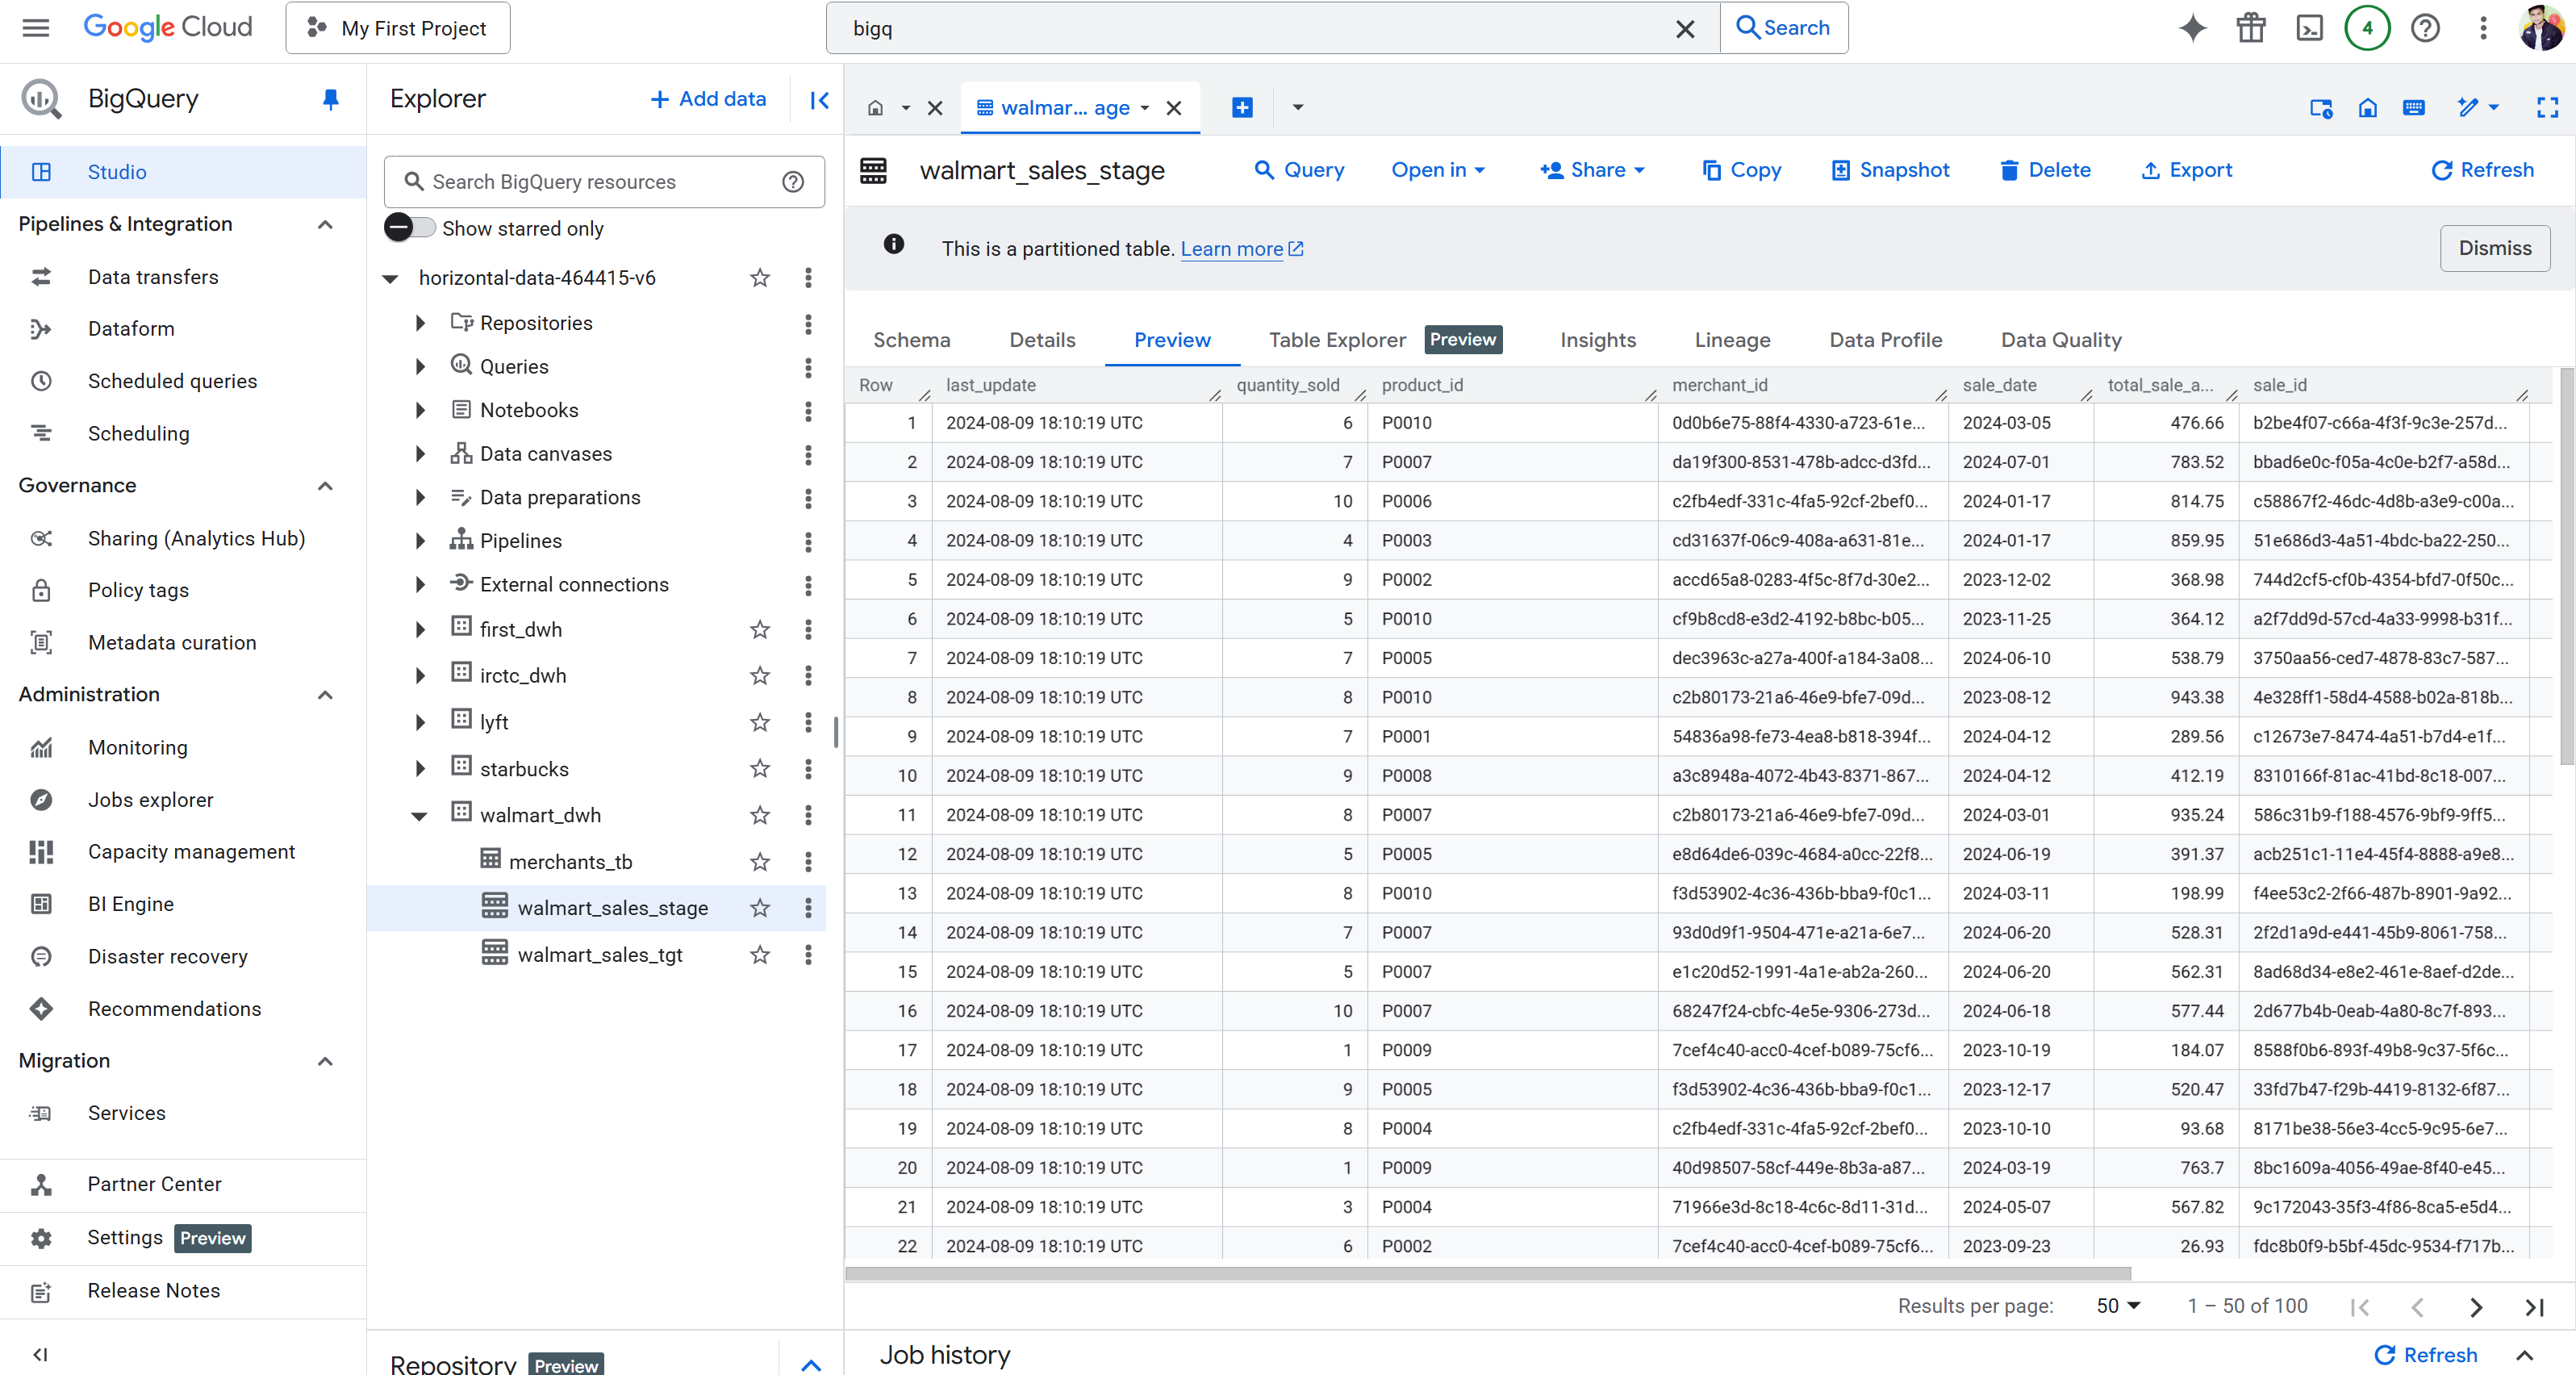 Google Cloud
My First Project
bigq
Search
4
BigQuery
Studio
Pipelines & Integration
Data transfers
Dataform
Scheduled queries
Scheduling
Governance
Sharing (Analytics Hub)
Policy tags
Metadata curation
Administration
Monitoring
Jobs explorer
Capacity management
BI Engine
Disaster recovery
Recommendations
Migration
Services
Partner Center
Settings Preview
Release Notes
Explorer
Add data
Search BigQuery resources
Show starred only
horizontal-data-464415-v6
Repositories
Queries
Notebooks
Data canvases
Data preparations
Pipelines
External connections
first_dwh
irctc_dwh
lyft
starbucks
walmart_dwh
merchants_tb
walmart_sales_stage
walmart_sales_tgt
Repository Preview
walmar... age
walmart_sales_stage
Query Open in Share Copy Snapshot Delete Export Refresh
This is a partitioned table. Learn more
Dismiss
Schema Details Preview Table Explorer Preview Insights Lineage Data Profile Data Quality
Row last_update quantity_sold product_id merchant_id sale_date total_sale_a... sale_id
1 2024-08-09 18:10:19 UTC 6 P0010 0d0b6e75-88f4-4330-a723-61e... 2024-03-05 476.66 b2be4f07-c66a-4f3f-9c3e-257d...
2 2024-08-09 18:10:19 UTC 7 P0007 da19f300-8531-478b-adcc-d3fd... 2024-07-01 783.52 bbad6e0c-f05a-4c0e-b2f7-a58d...
3 2024-08-09 18:10:19 UTC 10 P0006 c2fb4edf-331c-4fa5-92cf-2bef0... 2024-01-17 814.75 c58867f2-46dc-4d8b-a3e9-c00a...
4 2024-08-09 18:10:19 UTC 4 P0003 cd31637f-06c9-408a-a631-81e... 2024-01-17 859.95 51e686d3-4a51-4bdc-ba22-250...
5 2024-08-09 18:10:19 UTC 9 P0002 accd65a8-0283-4f5c-8f7d-30e2... 2023-12-02 368.98 744d2cf5-cf0b-4354-bfd7-0f50c...
6 2024-08-09 18:10:19 UTC 5 P0010 cf9b8cd8-e3d2-4192-b8bc-b05... 2023-11-25 364.12 a2f7dd9d-57cd-4a33-9998-b31f...
7 2024-08-09 18:10:19 UTC 7 P0005 dec3963c-a27a-400f-a184-3a08... 2024-06-10 538.79 3750aa56-ced7-4878-83c7-587...
8 2024-08-09 18:10:19 UTC 8 P0010 c2b80173-21a6-46e9-bfe7-09d... 2023-08-12 943.38 4e328ff1-58d4-4588-b02a-818b...
9 2024-08-09 18:10:19 UTC 7 P0001 54836a98-fe73-4ea8-b818-394f... 2024-04-12 289.56 c12673e7-8474-4a51-b7d4-e1f...
10 2024-08-09 18:10:19 UTC 9 P0008 a3c8948a-4072-4b43-8371-867... 2024-04-12 412.19 8310166f-81ac-41bd-8c18-007...
11 2024-08-09 18:10:19 UTC 8 P0007 c2b80173-21a6-46e9-bfe7-09d... 2024-03-01 935.24 586c31b9-f188-4576-9bf9-9ff5...
12 2024-08-09 18:10:19 UTC 5 P0005 e8d64de6-039c-4684-a0cc-22f8... 2024-06-19 391.37 acb251c1-11e4-45f4-8888-a9e8...
13 2024-08-09 18:10:19 UTC 8 P0010 f3d53902-4c36-436b-bba9-f0c1... 2024-03-11 198.99 f4ee53c2-2f66-487b-8901-9a92...
14 2024-08-09 18:10:19 UTC 7 P0007 93d0d9f1-9504-471e-a21a-6e7... 2024-06-20 528.31 2f2d1a9d-e441-45b9-8061-758...
15 2024-08-09 18:10:19 UTC 5 P0007 e1c20d52-1991-4a1e-ab2a-260... 2024-06-20 562.31 8ad68d34-e8e2-461e-8aef-d2de...
16 2024-08-09 18:10:19 UTC 10 P0007 68247f24-cbfc-4e5e-9306-273d... 2024-06-18 577.44 2d677b4b-0eab-4a80-8c7f-893...
17 2024-08-09 18:10:19 UTC 1 P0009 7cef4c40-acc0-4cef-b089-75cf6... 2023-10-19 184.07 8588f0b6-893f-49b8-9c37-5f6c...
18 2024-08-09 18:10:19 UTC 9 P0005 f3d53902-4c36-436b-bba9-f0c1... 2023-12-17 520.47 33fd7b47-f29b-4419-8132-6f87...
19 2024-08-09 18:10:19 UTC 8 P0004 c2fb4edf-331c-4fa5-92cf-2bef0... 2023-10-10 93.68 8171be38-56e3-4cc5-9c95-6e7...
20 2024-08-09 18:10:19 UTC 1 P0009 40d98507-58cf-449e-8b3a-a87... 2024-03-19 763.7 8bc1609a-4056-49ae-8f40-e45...
21 2024-08-09 18:10:19 UTC 3 P0004 71966e3d-8c18-4c6c-8d11-31d... 2024-05-07 567.82 9c172043-35f3-4f86-8ca5-e5d4...
22 2024-08-09 18:10:19 UTC 6 P0002 7cef4c40-acc0-4cef-b089-75cf6... 2023-09-23 26.93 fdc8b0f9-b5bf-45dc-9534-f717b...
Results per page: 50 1 – 50 of 100
Job history
Refresh